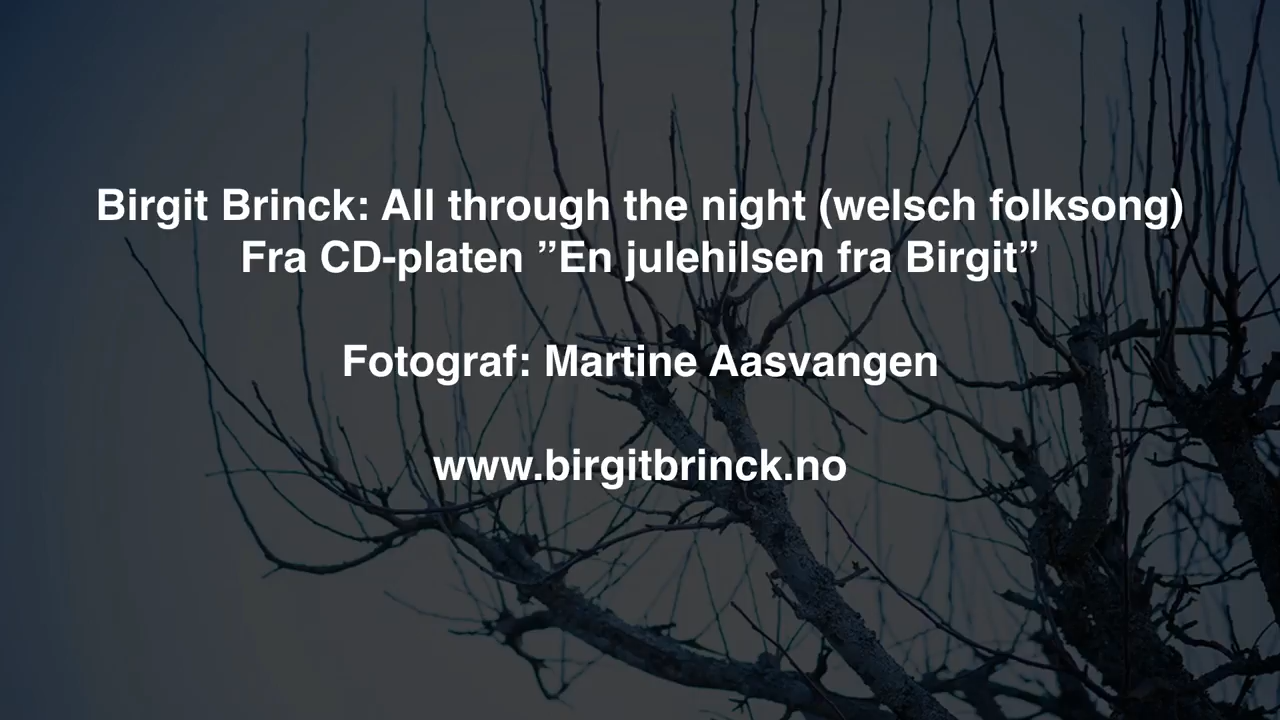 Birgit Brinck: All through the night (welsch folksong)
Fra CD-platen ”En julehilsen fra Birgit”
Fotograf: Martine Aasvangen
www.birgitbrinck.no